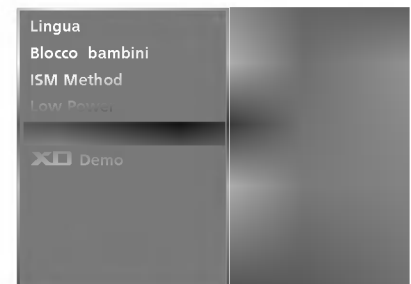 Lingua
Blocco bambini
ISM Method
Low Power
XD Demo